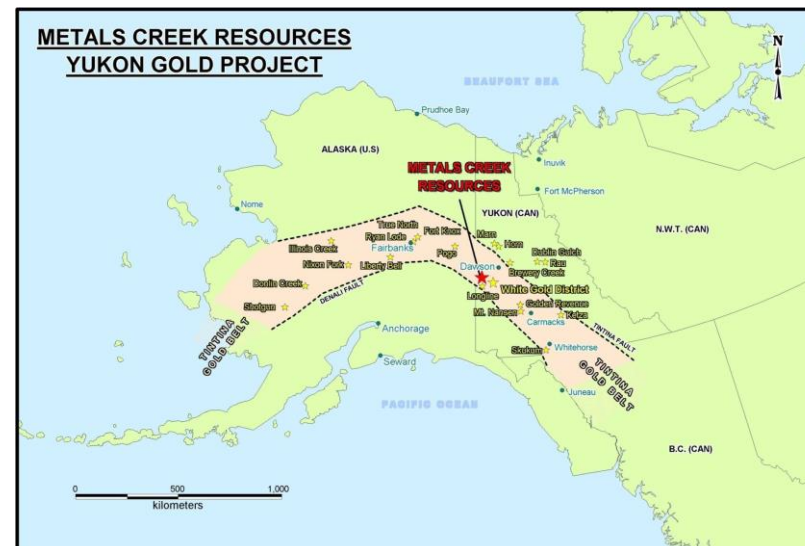 METALS CREEK RESOURCES
YUKON GOLD PROJECT
N
BEAUFORT SEA
Prudhoe Bay
ALASKA (U.S)
Inuvik
METALS CREEK
RESOURCES
Fort McPherson
Nome
YUKON (CAN)
N.W.T. (CAN)
True North
Fort Knox
Ryan Lode
Marn
Horn
Illinois Creek
Fairbanks
Pogo
Dublin Gulch
Ray
Nixon Fork
Liberty Bell
Dawson
Brewery Creek
Donlin Creek
White Gold District
DENALI FAULT
Longline
Golden Revenue
Shotgun
Mt. Nansen
Ketza
Carmacks
TINTINA FAULT
Anchorage
TINTINA
GOLD BELT
Whitehorse
Skukum
Seward
TINTINA
GOLD BELT
Juneau
PACIFIC OCEAN
B.C. (CAN)
0 500 1,000
kilometers